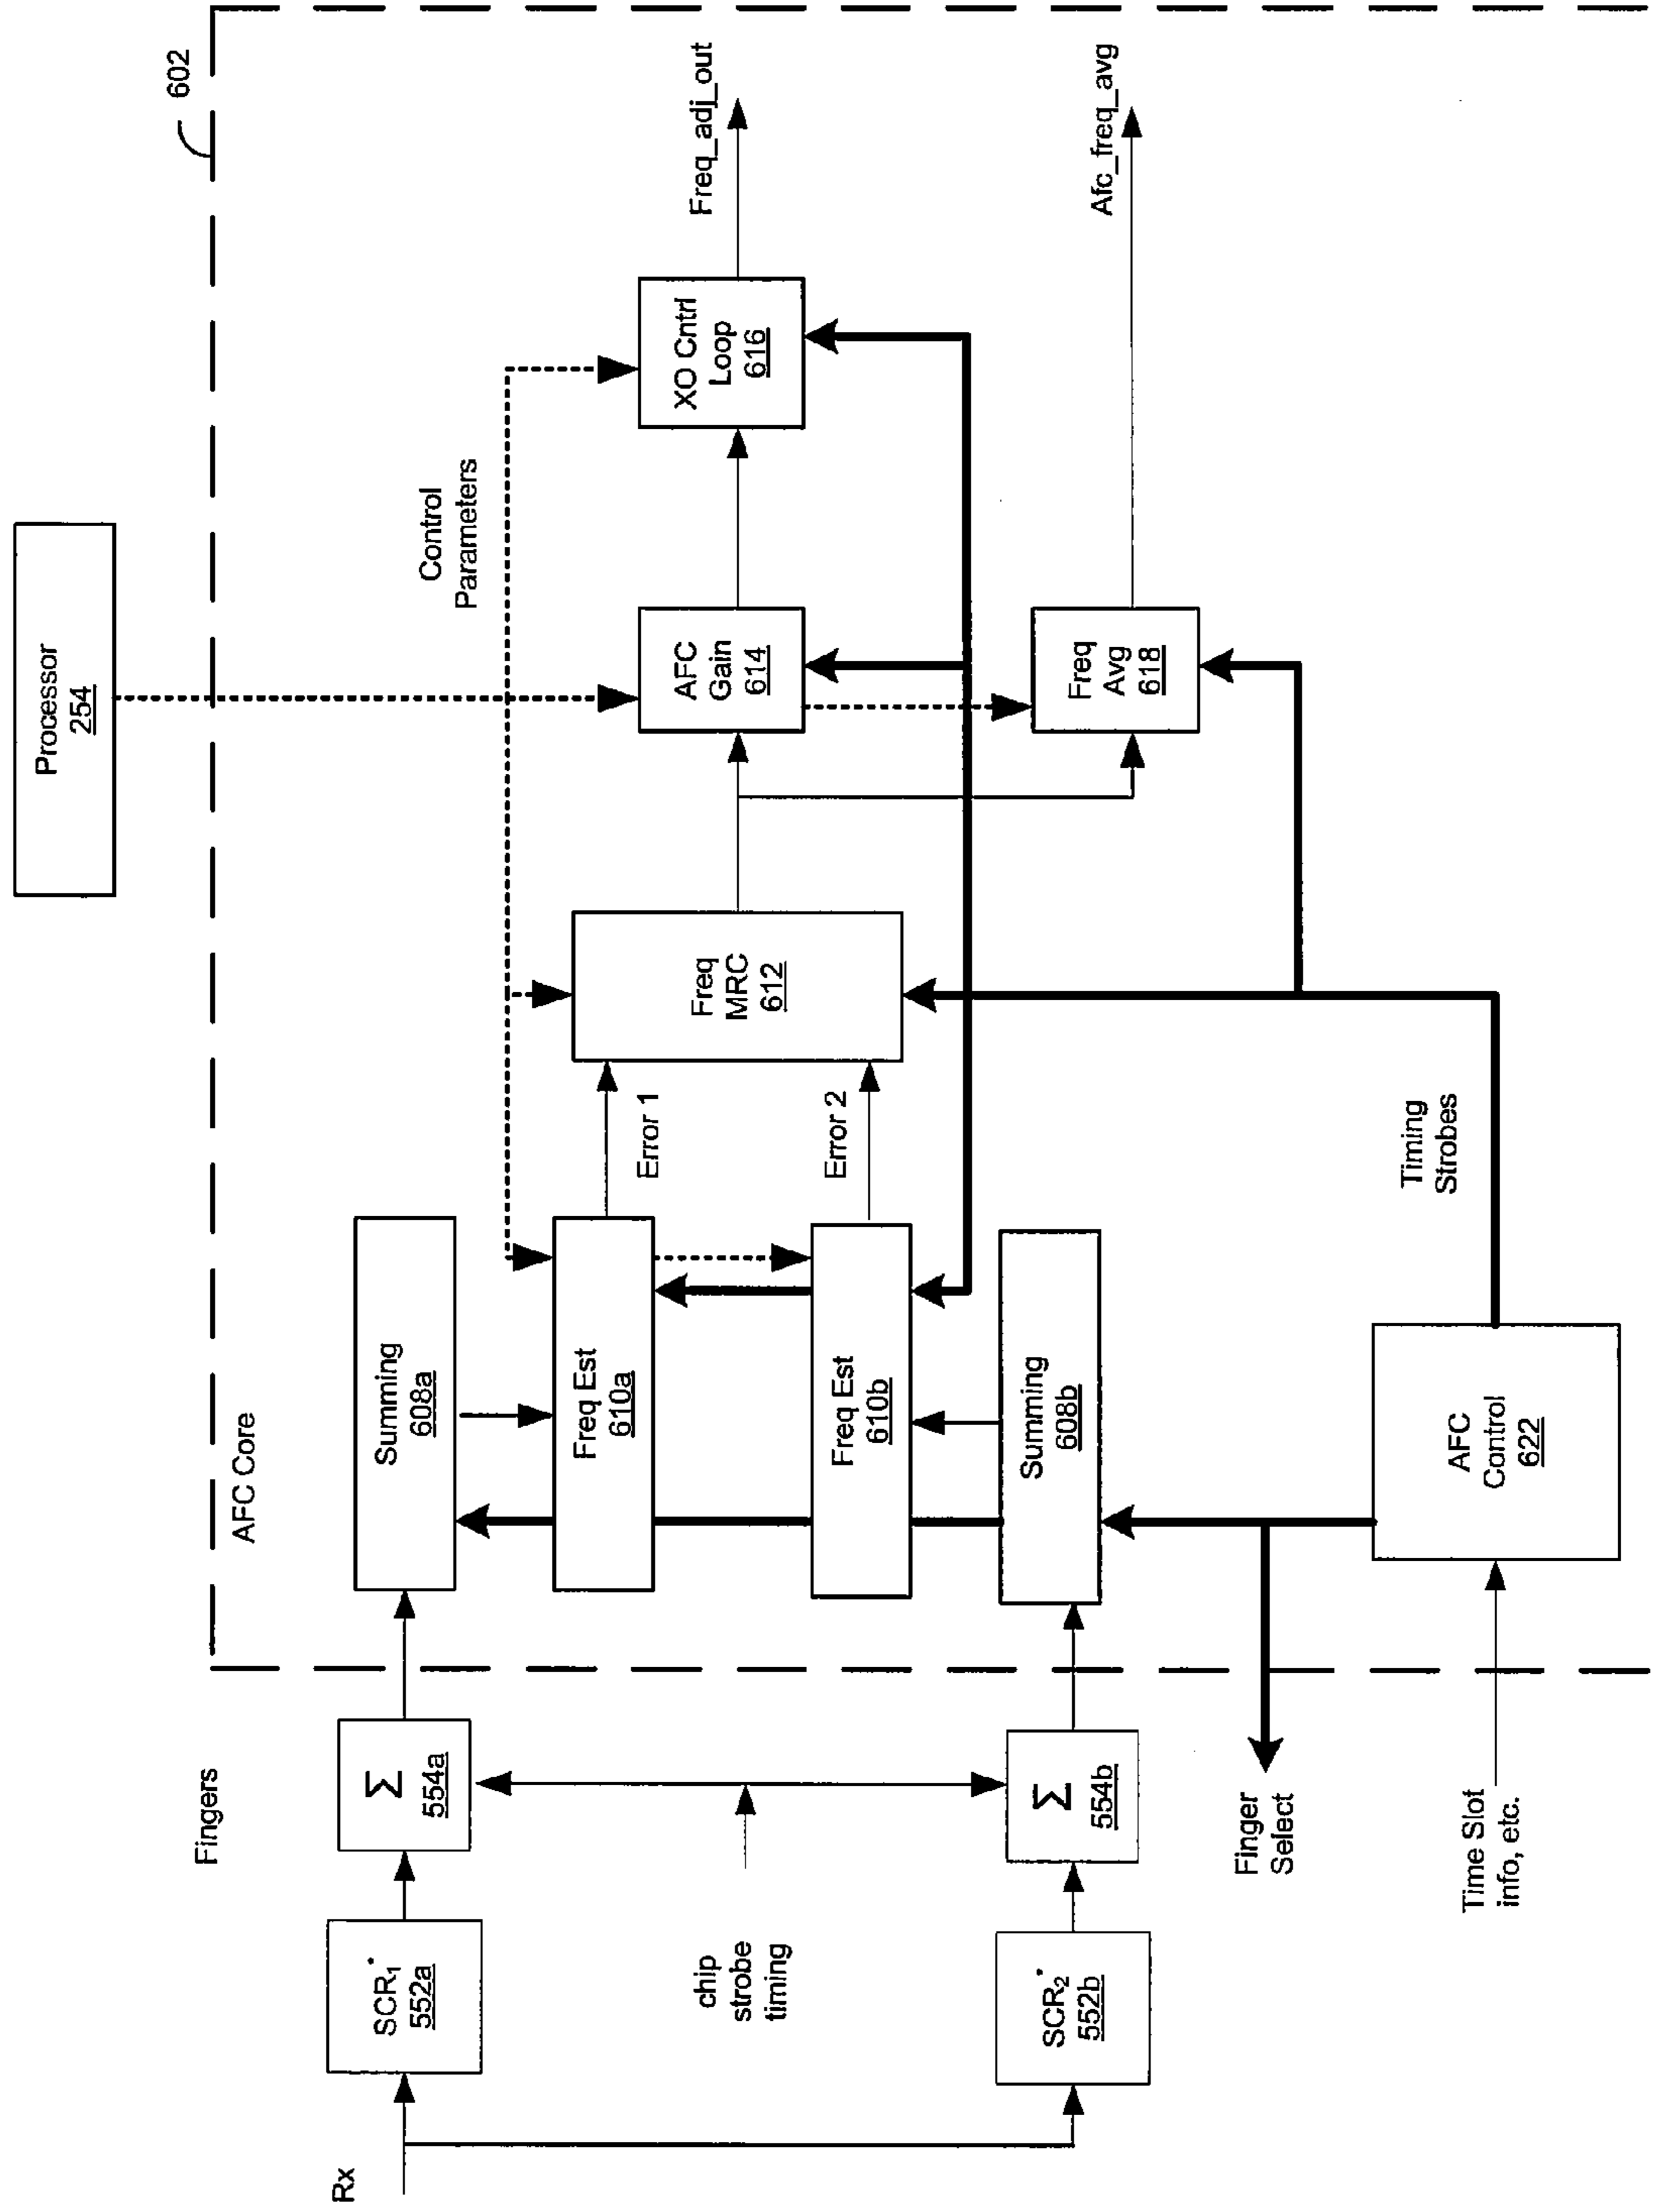 Processor
254
602
AFC Core
Fingers
Rx
SCR₁*
552a
Σ
554a
Summing
608a
Freq Est
610a
Error 1
Control
Parameters
Freq
MRC
612
AFC
Gain
614
XO Cntrl
Loop
616
Freq_adj_out
chip
strobe
timing
Freq Est
610b
Error 2
SCR₂*
552b
Σ
554b
Summing
608b
Freq
Avg
618
Afc_freq_avg
Finger
Select
Timing
Strobes
Time Slot
info, etc.
AFC
Control
622